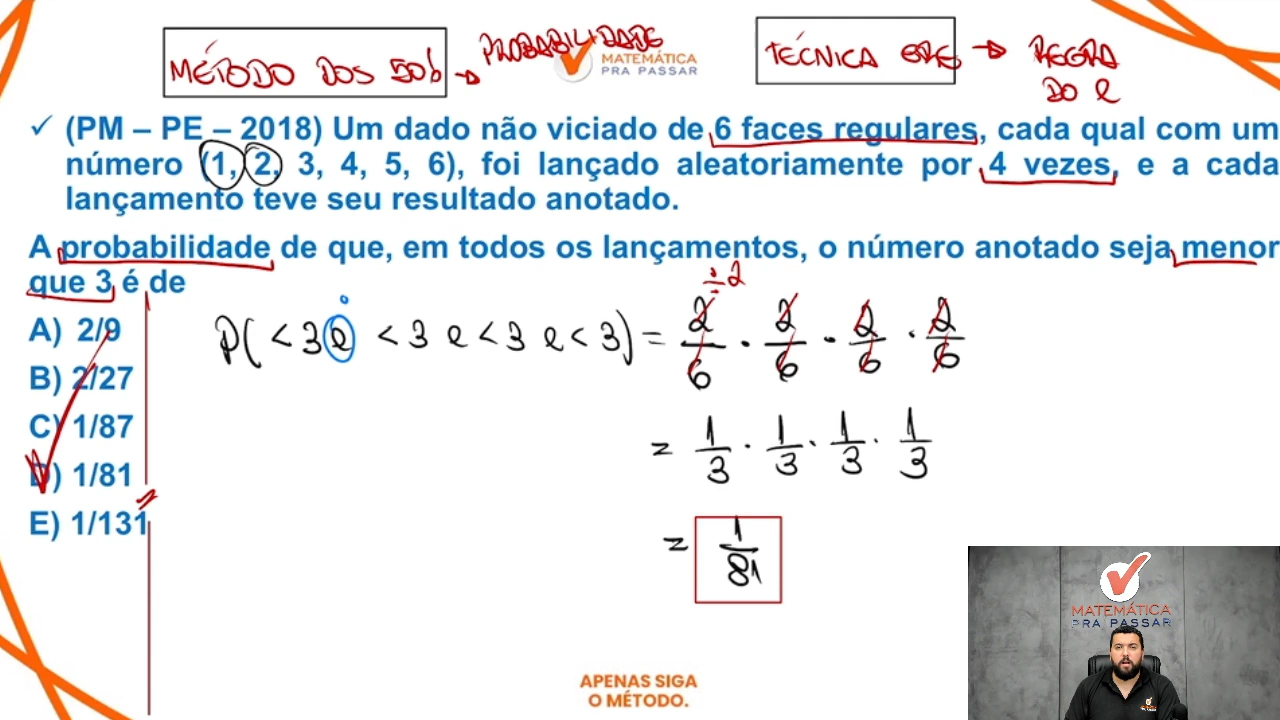 MÉTODO DOS 50% → PROBABILIDADE
MATEMÁTICA
PRA PASSAR
TÉCNICA → REGRA
DO e
✓ (PM – PE – 2018) Um dado não viciado de 6 faces regulares, cada qual com um
número (1, 2, 3, 4, 5, 6), foi lançado aleatoriamente por 4 vezes, e a cada
lançamento teve seu resultado anotado.
A probabilidade de que, em todos os lançamentos, o número anotado seja menor
que 3 é de
÷2
A) 2/9
B) 2/27
C) 1/87
D) 1/81
E) 1/131
P( < 3 e < 3 e < 3 e < 3) = 2/6 · 2/6 · 2/6 · 2/6
= 1/3 · 1/3 · 1/3 · 1/3
= 1/81
MATEMÁTICA
PRA PASSAR
APENAS SIGA
O MÉTODO.